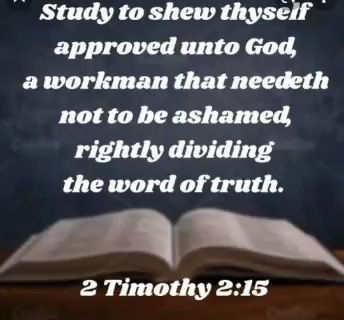 Study to shew thyself
approved unto God,
a workman that needeth
not to be ashamed,
rightly dividing
the word of truth.
2 Timothy 2:15